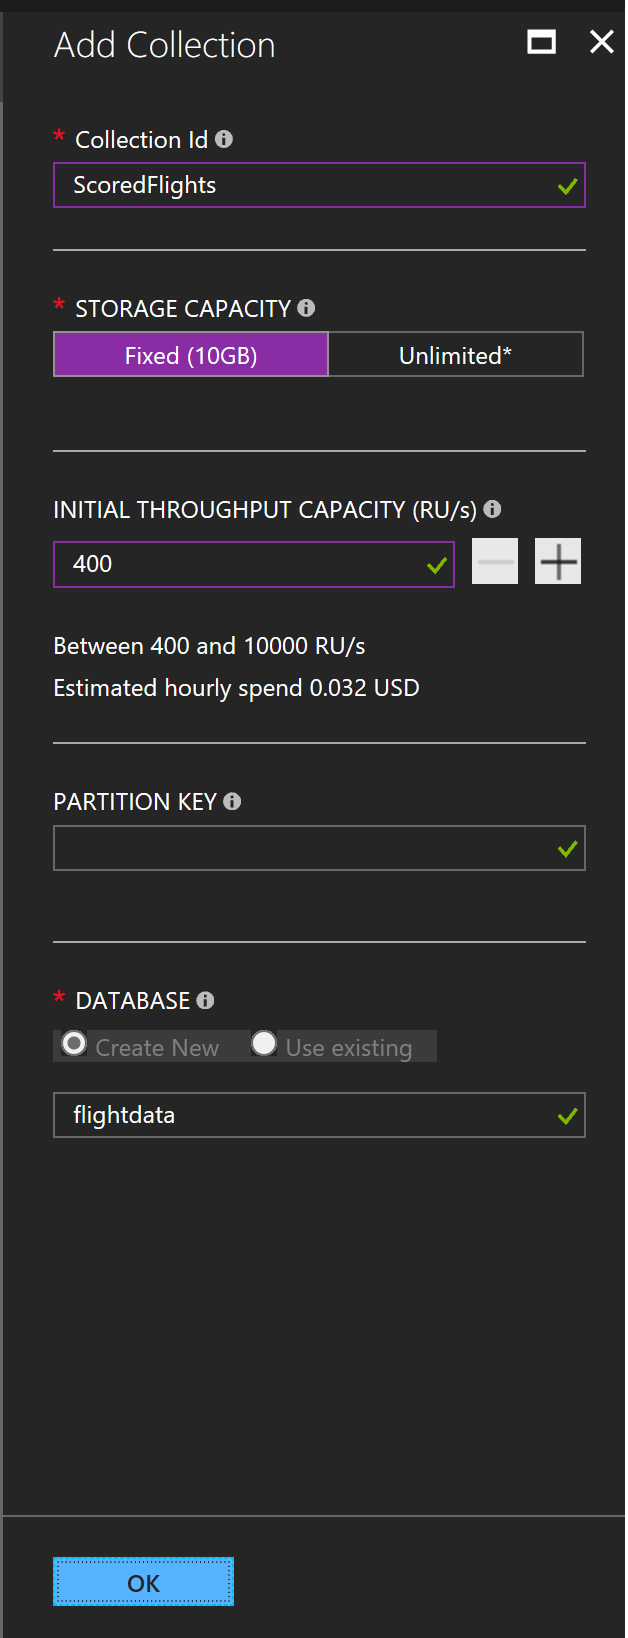 Add Collection
* Collection Id
ScoredFlights
* STORAGE CAPACITY
Fixed (10GB) Unlimited*
INITIAL THROUGHPUT CAPACITY (RU/s)
400
Between 400 and 10000 RU/s
Estimated hourly spend 0.032 USD
PARTITION KEY
* DATABASE
Create New Use existing
flightdata
OK